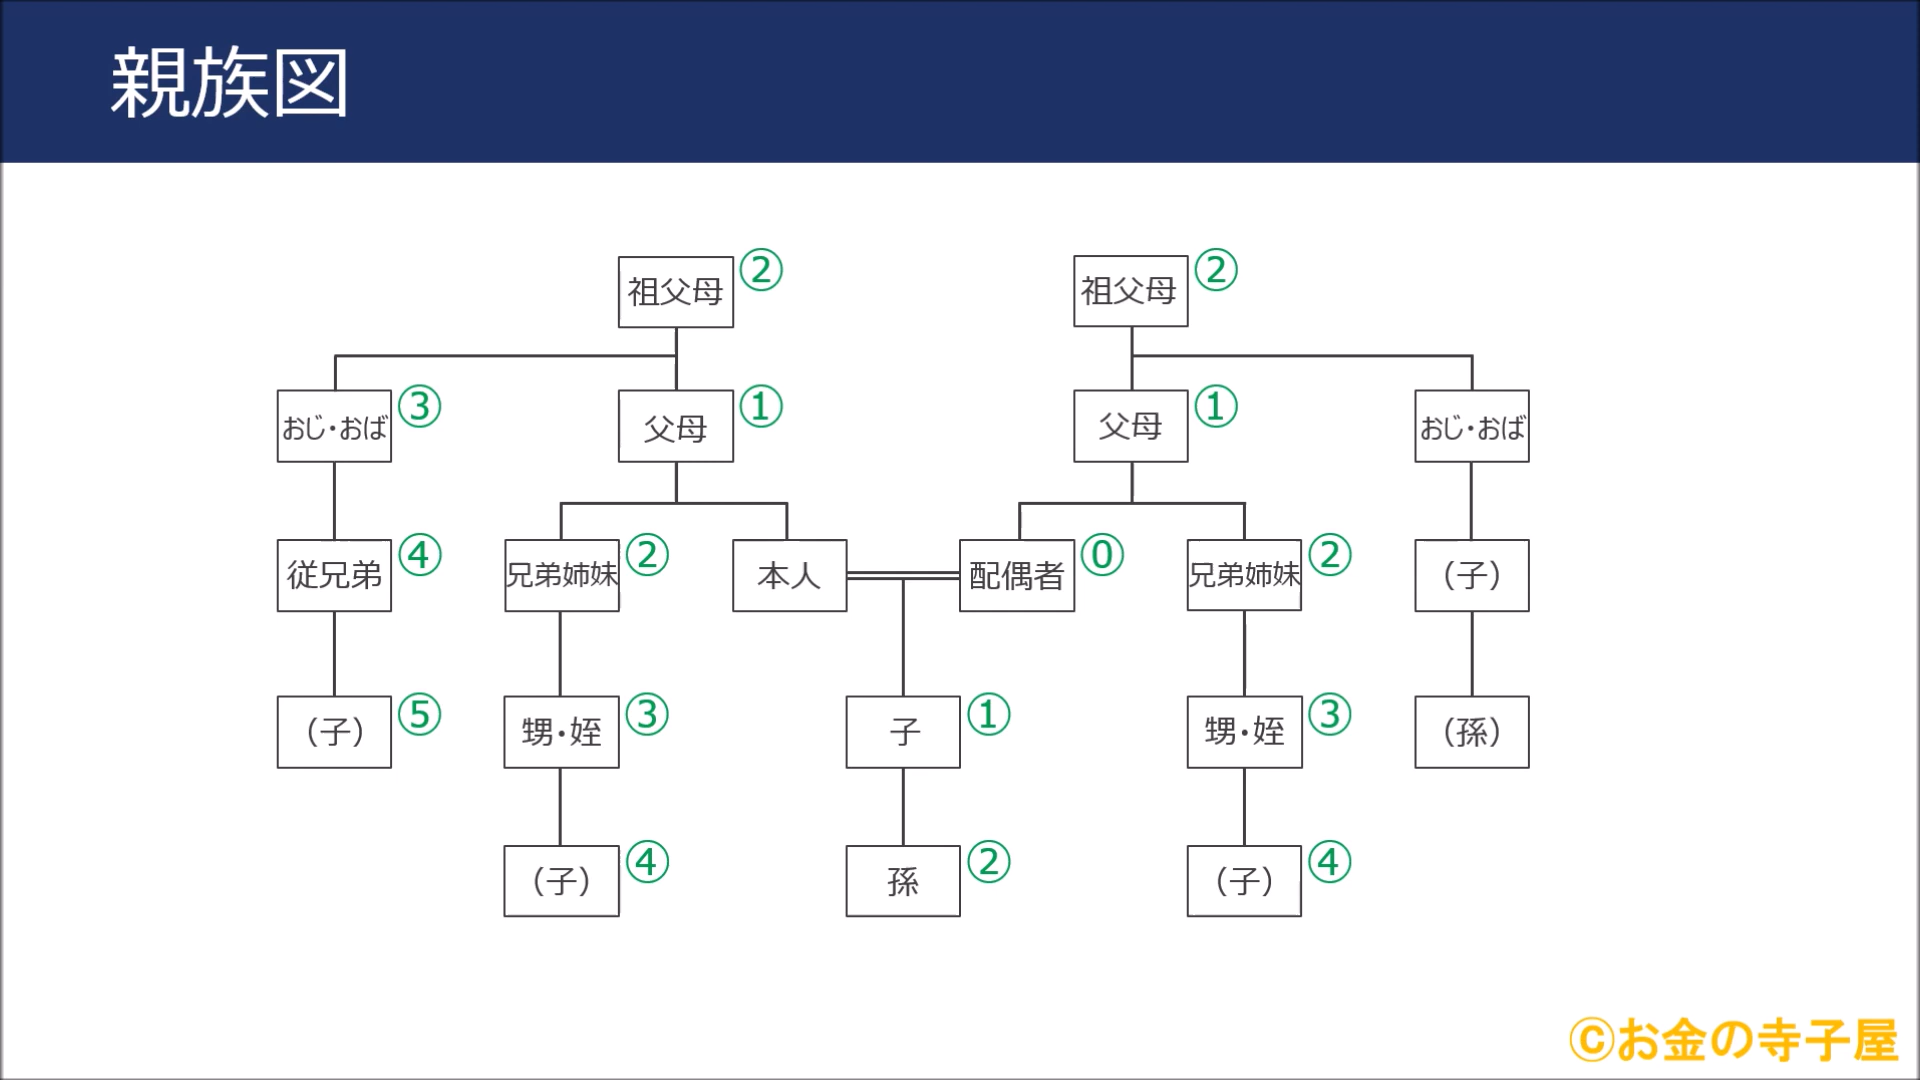 親族図
祖父母 ② 祖父母 ②
おじ・おば ③ 父母 ① 父母 ① おじ・おば
従兄弟 ④ 兄弟姉妹 ② 本人 配偶者 ⓪ 兄弟姉妹 ② （子）
（子） ⑤ 甥・姪 ③ 子 ① 甥・姪 ③ （孫）
（子） ④ 孫 ② （子） ④
©お金の寺子屋